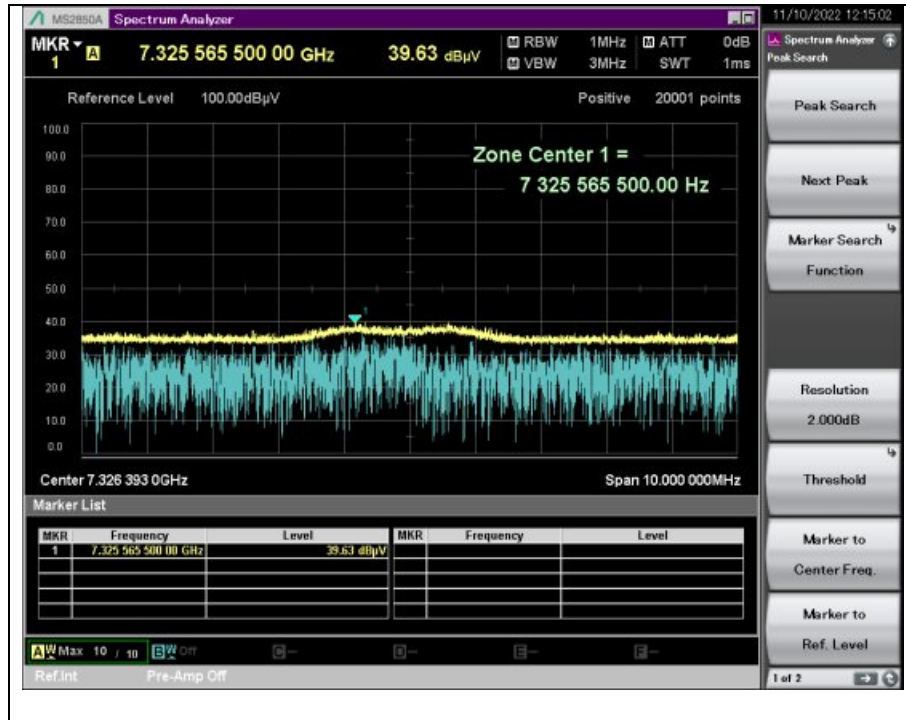 MS2850A Spectrum Analyzer
11/10/2022 12:15:02
MKR 1 A 7.325 565 500 00 GHz 39.63 dBµV
M RBW 1MHz M ATT 0dB
M VBW 3MHz SWT 1ms
Spectrum Analyzer
Peak Search
Reference Level 100.00dBµV Positive 20001 points
Zone Center 1 =
7 325 565 500.00 Hz
100.0
90.0
80.0
70.0
60.0
50.0
40.0
30.0
20.0
10.0
0.0
1
Center 7.326 393 0GHz Span 10.000 000MHz
Marker List
MKR Frequency Level MKR Frequency Level
1 7.325 565 500 00 GHz 39.63 dBµV
A W Max 10 / 10 B W Off C D E F
Ref.Int Pre-Amp Off
Peak Search
Next Peak
Marker Search
Function
Resolution
2.000dB
Threshold
Marker to
Center Freq.
Marker to
Ref. Level
1 of 2